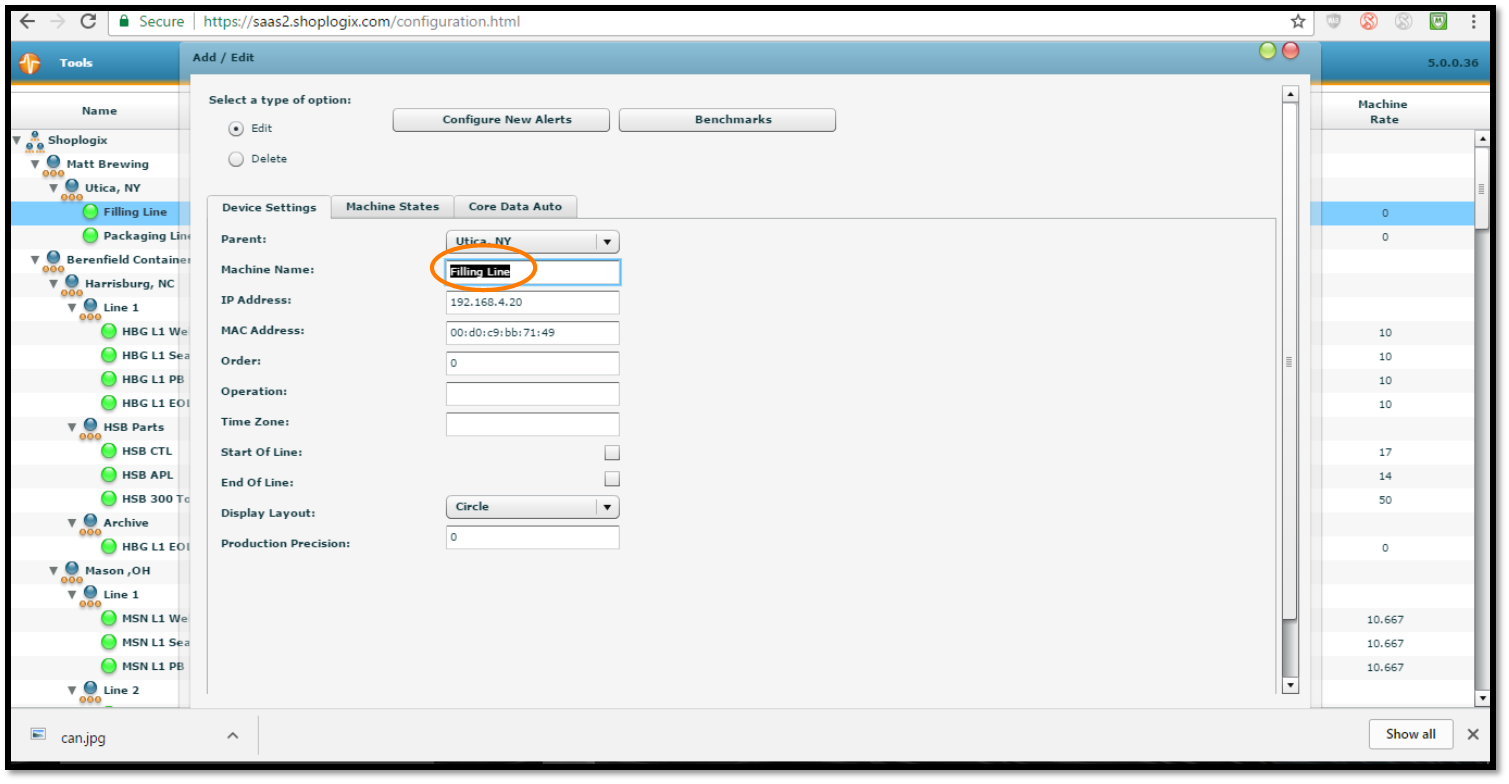 Secure https://saas2.shoplogix.com/configuration.html
Tools
Add / Edit
5.0.0.36
Name
Machine
Rate
Select a type of option:
Edit
Delete
Configure New Alerts
Benchmarks
Shoplogix
Matt Brewing
Utica, NY
Filling Line
0
Packaging Line
0
Berenfield Container
Harrisburg, NC
Line 1
HBG L1 We
10
HBG L1 Sea
10
HBG L1 PB
10
HBG L1 EOL
10
HSB Parts
HSB CTL
17
HSB APL
14
HSB 300 To
50
Archive
HBG L1 EOL
0
Mason ,OH
Line 1
MSN L1 We
10.667
MSN L1 Sea
10.667
MSN L1 PB
10.667
Line 2
Device Settings
Machine States
Core Data Auto
Parent:
Utica, NY
Machine Name:
Filling Line
IP Address:
192.168.4.20
MAC Address:
00:d0:c9:bb:71:49
Order:
0
Operation:
Time Zone:
Start Of Line:
End Of Line:
Display Layout:
Circle
Production Precision:
0
can.jpg
Show all